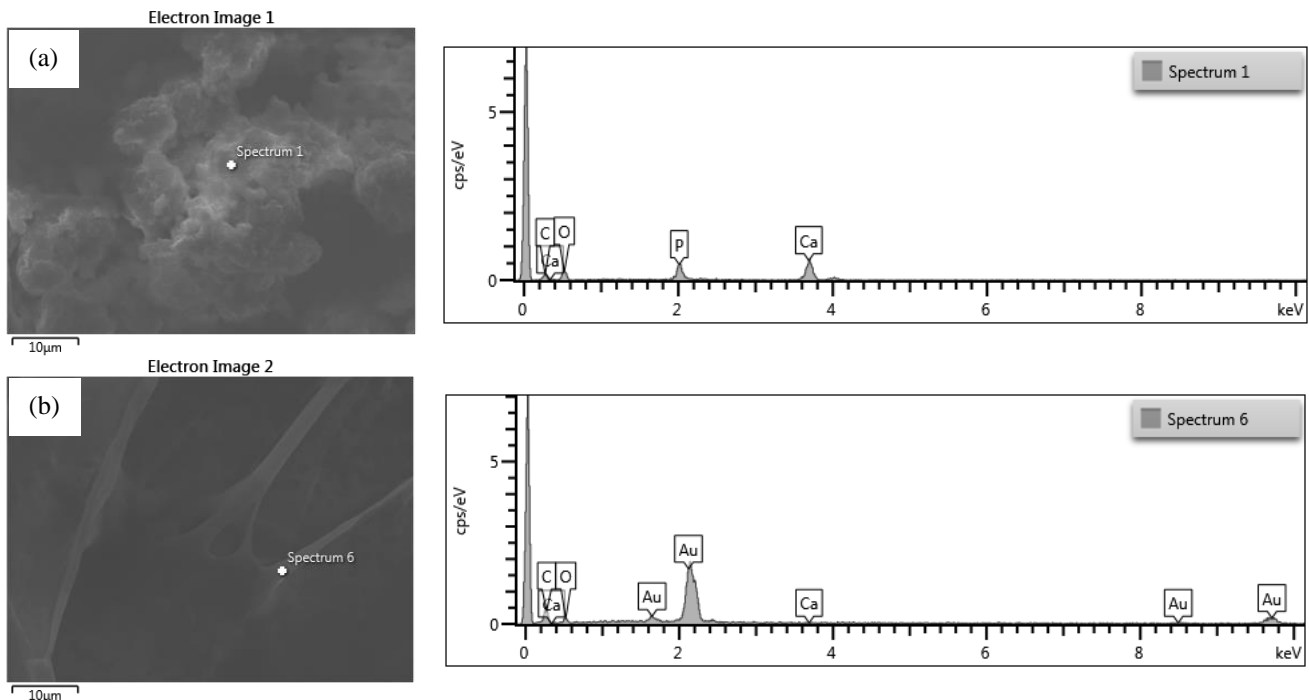 Electron Image 1
(a)
Spectrum 1
10µm
Spectrum 1
cps/eV
5
0
C O
Ca
P
Ca
0 2 4 6 8 keV
Electron Image 2
(b)
Spectrum 6
10µm
Spectrum 6
cps/eV
5
0
C O
Ca
Au
Au
Ca
Au
Au
0 2 4 6 8 keV